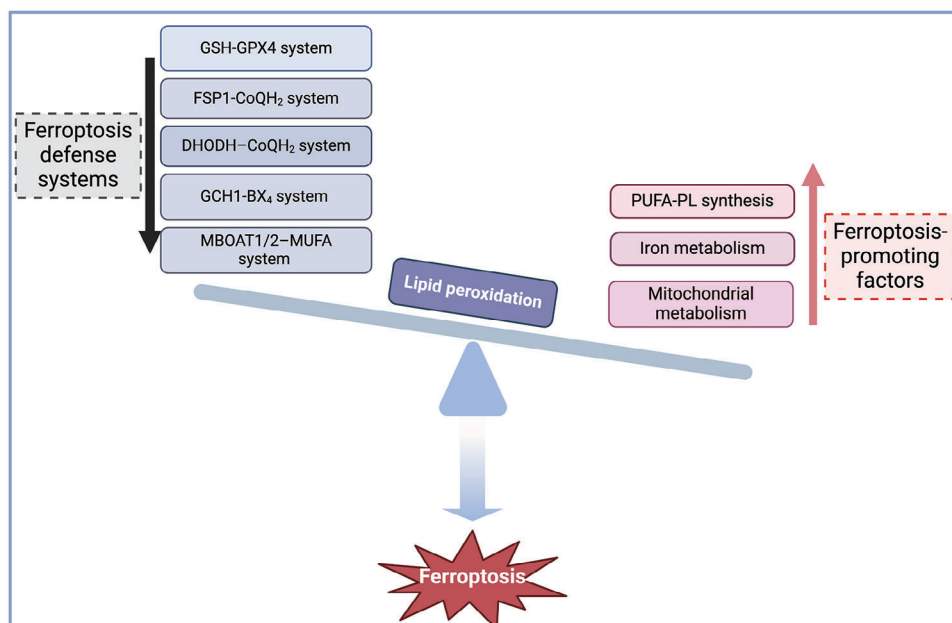 GSH-GPX4 system
FSP1-CoQH₂ system
DHODH–CoQH₂ system
GCH1-BX₄ system
MBOAT1/2–MUFA
system
Ferroptosis
defense
systems
PUFA-PL synthesis
Iron metabolism
Mitochondrial
metabolism
Ferroptosis-
promoting
factors
Lipid peroxidation
Ferroptosis